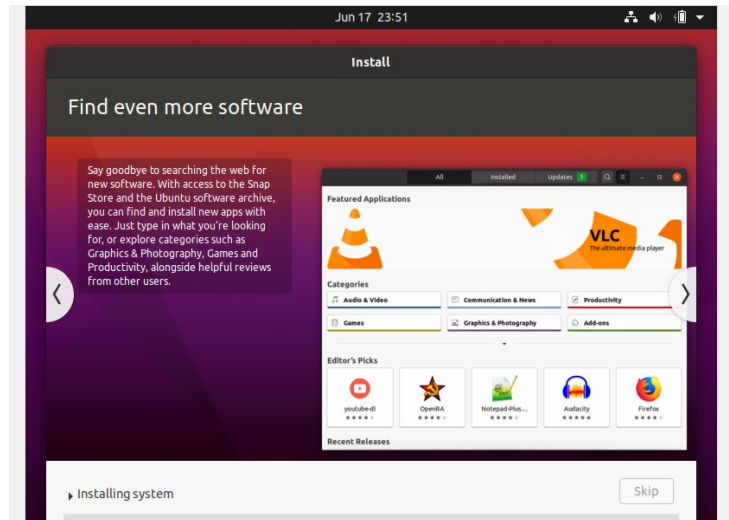 Jun 17 23:51
Install
Find even more software
Say goodbye to searching the web for
new software. With access to the Snap
Store and the Ubuntu software archive,
you can find and install new apps with
ease. Just type in what you're looking
for, or explore categories such as
Graphics & Photography, Games and
Productivity, alongside helpful reviews
from other users.
All Installed Updates 1
Featured Applications
VLC
The ultimate media player
Categories
Audio & Video Communication & News Productivity
Games Graphics & Photography Add-ons
Editor's Picks
youtube-dl OpenRA Notepad-Plus... Audacity Firefox
Recent Releases
Installing system Skip